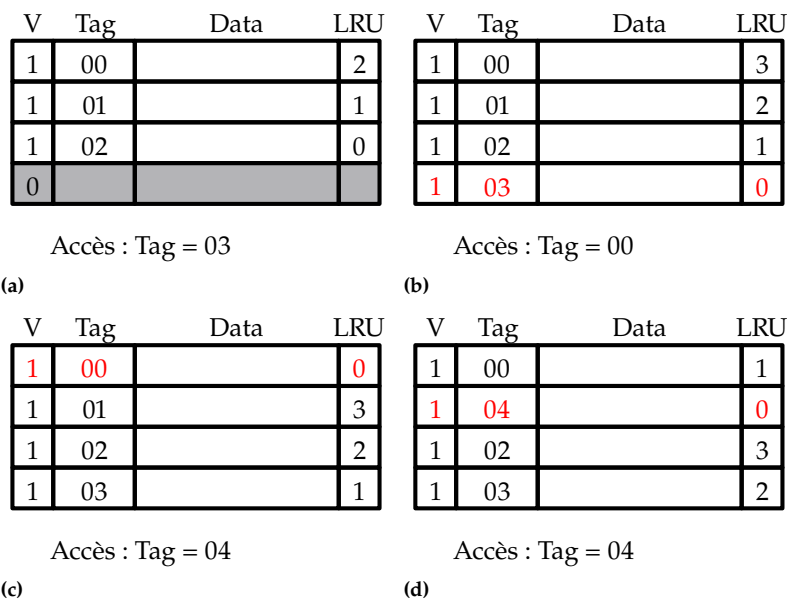 V Tag Data LRU
1 00 2
1 01 1
1 02 0
0
Accès : Tag = 03
(a)
V Tag Data LRU
1 00 3
1 01 2
1 02 1
1 03 0
Accès : Tag = 00
(b)
V Tag Data LRU
1 00 0
1 01 3
1 02 2
1 03 1
Accès : Tag = 04
(c)
V Tag Data LRU
1 00 1
1 04 0
1 02 3
1 03 2
Accès : Tag = 04
(d)